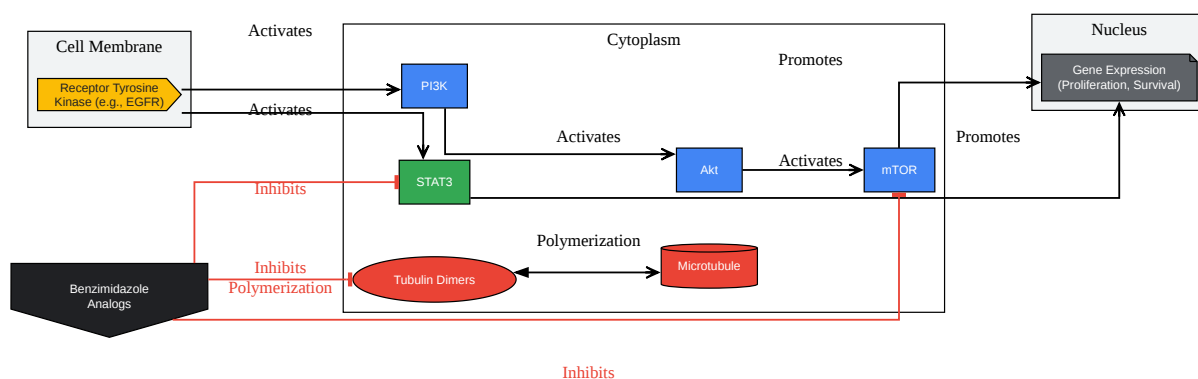 Activates
Cell Membrane
Receptor Tyrosine
Kinase (e.g., EGFR)
Activates
Cytoplasm
PI3K
Promotes
Nucleus
Gene Expression
(Proliferation, Survival)
Activates
Akt
Activates
mTOR
Promotes
STAT3
Inhibits
Polymerization
Microtubule
Tubulin Dimers
Inhibits
Polymerization
Benzimidazole
Analogs
Inhibits